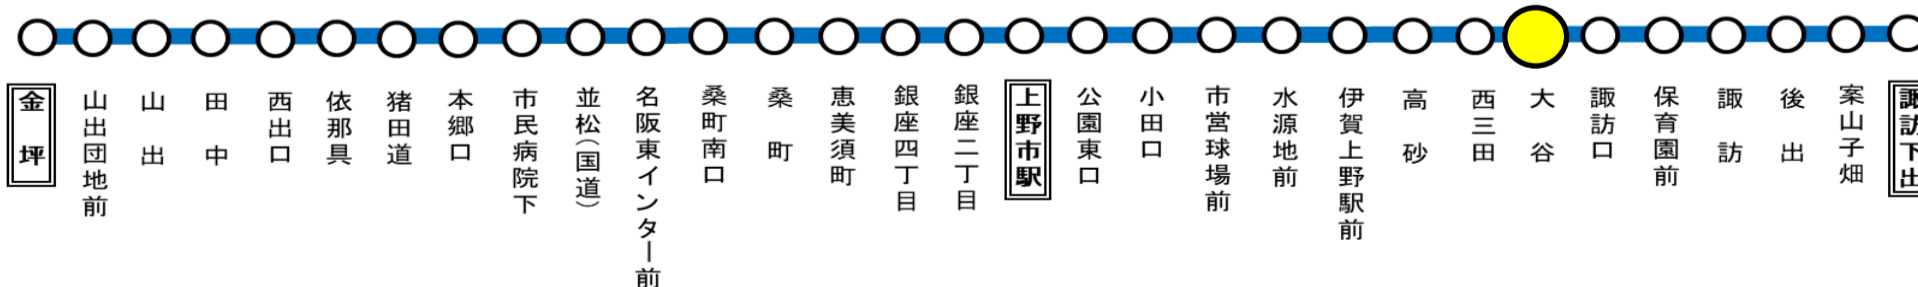 金坪
山出団地前
山出
田中
西出口
依那具
猪田道
本郷口
市民病院下
並松（国道）
名阪東インター前
桑町南口
桑町
恵美須町
銀座四丁目
銀座二丁目
上野市駅
公園東口
小田口
市営球場前
水源地前
伊賀上野駅前
高砂
西三田
大谷
諏訪口
保育園前
諏訪
後出
案山子畑
諏訪下出